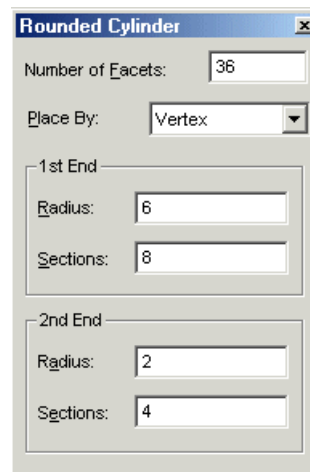 Rounded Cylinder
Number of Facets: 36
Place By: Vertex
1st End
Radius: 6
Sections: 8
2nd End
Radius: 2
Sections: 4